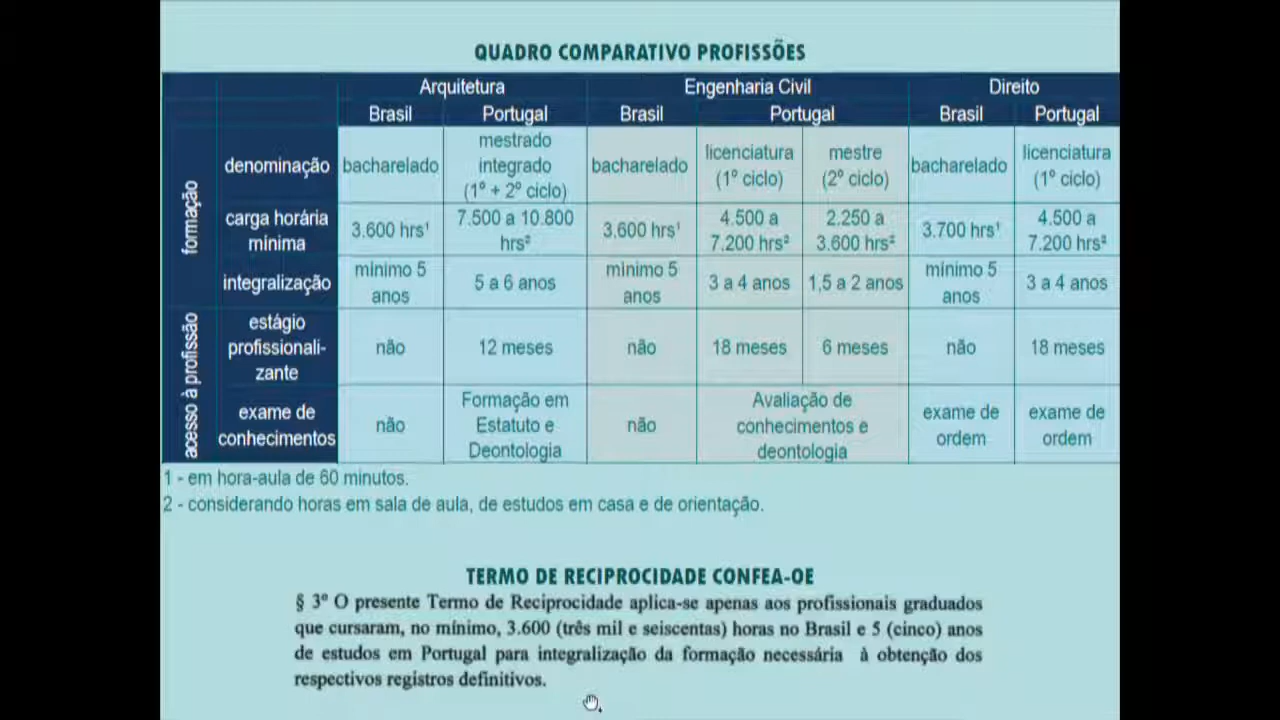 QUADRO COMPARATIVO PROFISSÕES
Arquitetura Engenharia Civil Direito
Brasil Portugal Brasil Portugal Brasil Portugal
formação
denominação
bacharelado
mestrado
integrado
(1º + 2º ciclo)
bacharelado
licenciatura
(1º ciclo)
mestre
(2º ciclo)
bacharelado
licenciatura
(1º ciclo)
carga horária
mínima
3.600 hrs¹
7.500 a 10.800
hrs²
3.600 hrs¹
4.500 a
7.200 hrs²
2.250 a
3.600 hrs²
3.700 hrs¹
4.500 a
7.200 hrs²
integralização
mínimo 5
anos
5 a 6 anos
mínimo 5
anos
3 a 4 anos
1,5 a 2 anos
mínimo 5
anos
3 a 4 anos
acesso à profissão
estágio
profissionali-
zante
não
12 meses
não
18 meses
6 meses
não
18 meses
exame de
conhecimentos
não
Formação em
Estatuto e
Deontologia
não
Avaliação de
conhecimentos e
deontologia
exame de
ordem
exame de
ordem
1 - em hora-aula de 60 minutos.
2 - considerando horas em sala de aula, de estudos em casa e de orientação.
TERMO DE RECIPROCIDADE CONFEA-OE
§ 3º O presente Termo de Reciprocidade aplica-se apenas aos profissionais graduados
que cursaram, no mínimo, 3.600 (três mil e seiscentas) horas no Brasil e 5 (cinco) anos
de estudos em Portugal para integralização da formação necessária à obtenção dos
respectivos registros definitivos.